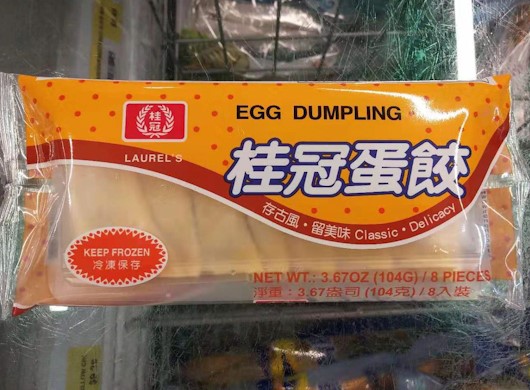 桂冠
LAUREL'S
EGG DUMPLING
桂冠蛋餃
存古風・留美味 Classic・Delicacy
KEEP FROZEN
冷凍保存
NET WT.: 3.67OZ (104G) / 8 PIECES
淨重：3.67盎司 (104克) / 8入裝